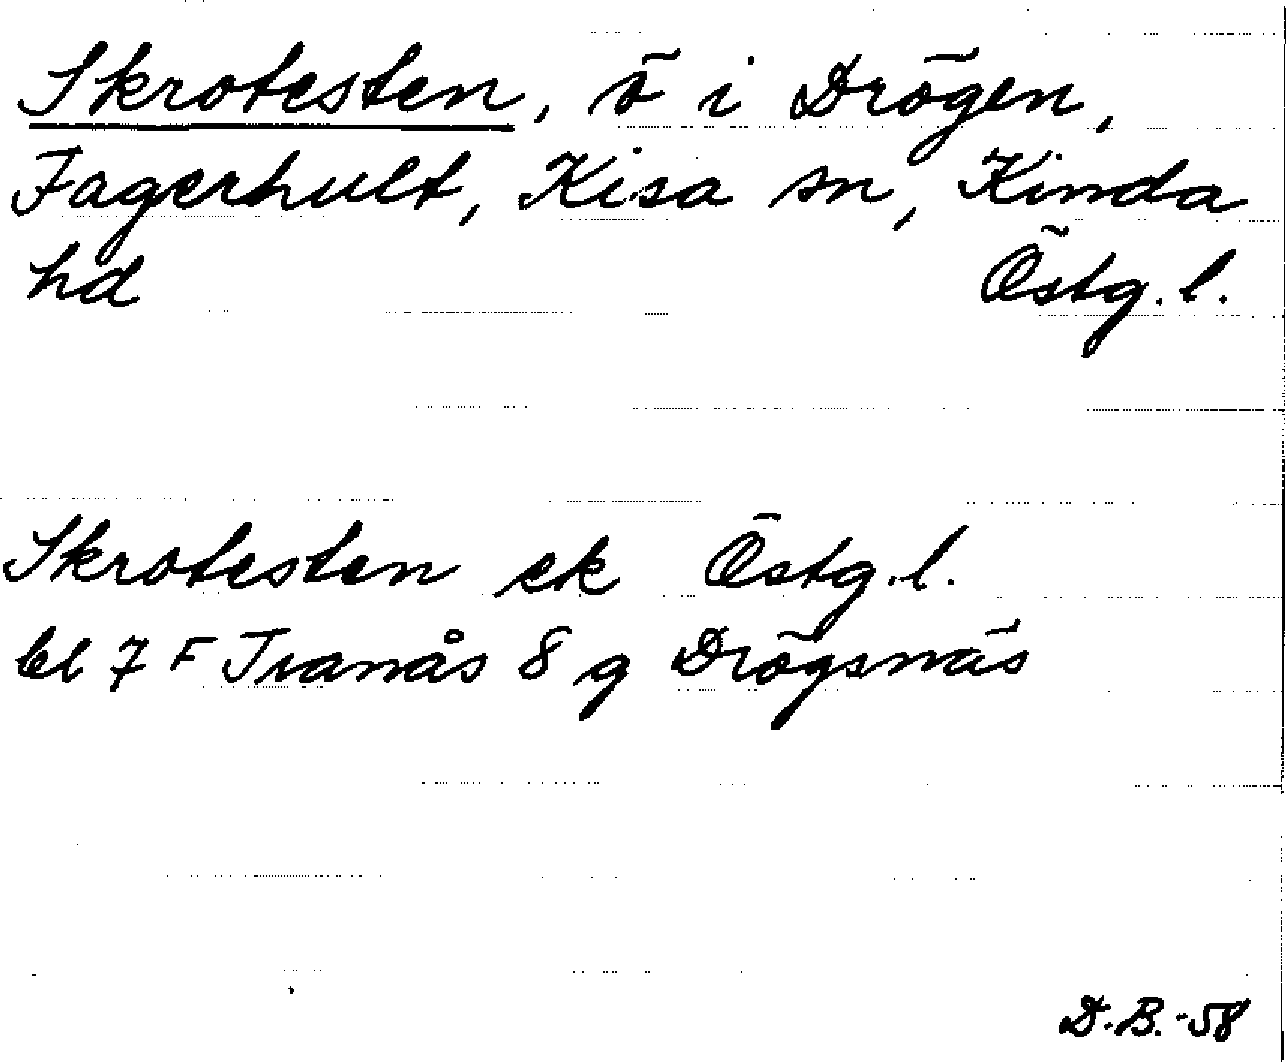 Skrotesten, ö i Drögen,
Fagerhult, Kisa sn, Kinda
hd Östg. l.
Skrotesten ek Östg. l.
bl 7 F Tranås 8 g Drögsnäs
D. B. -58